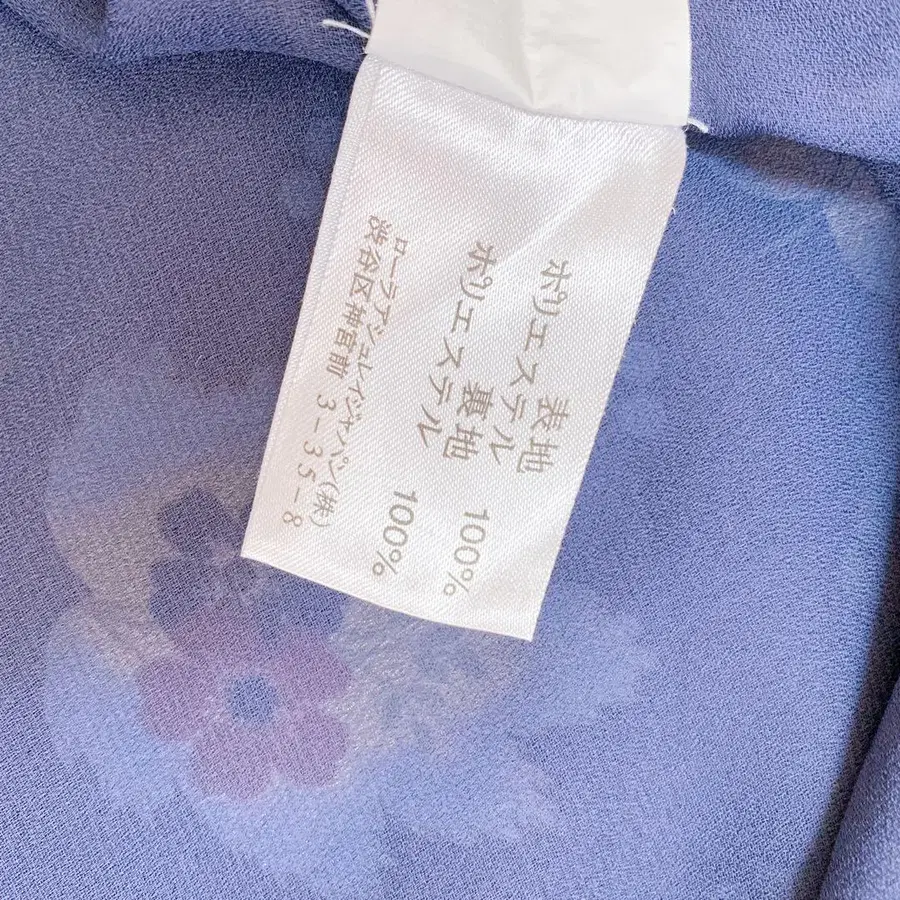 表地
ポリエステル 100%
裏地
ポリエステル 100%
ローラアシュレイジャパン(株)
渋谷区神宮前 3-35-8